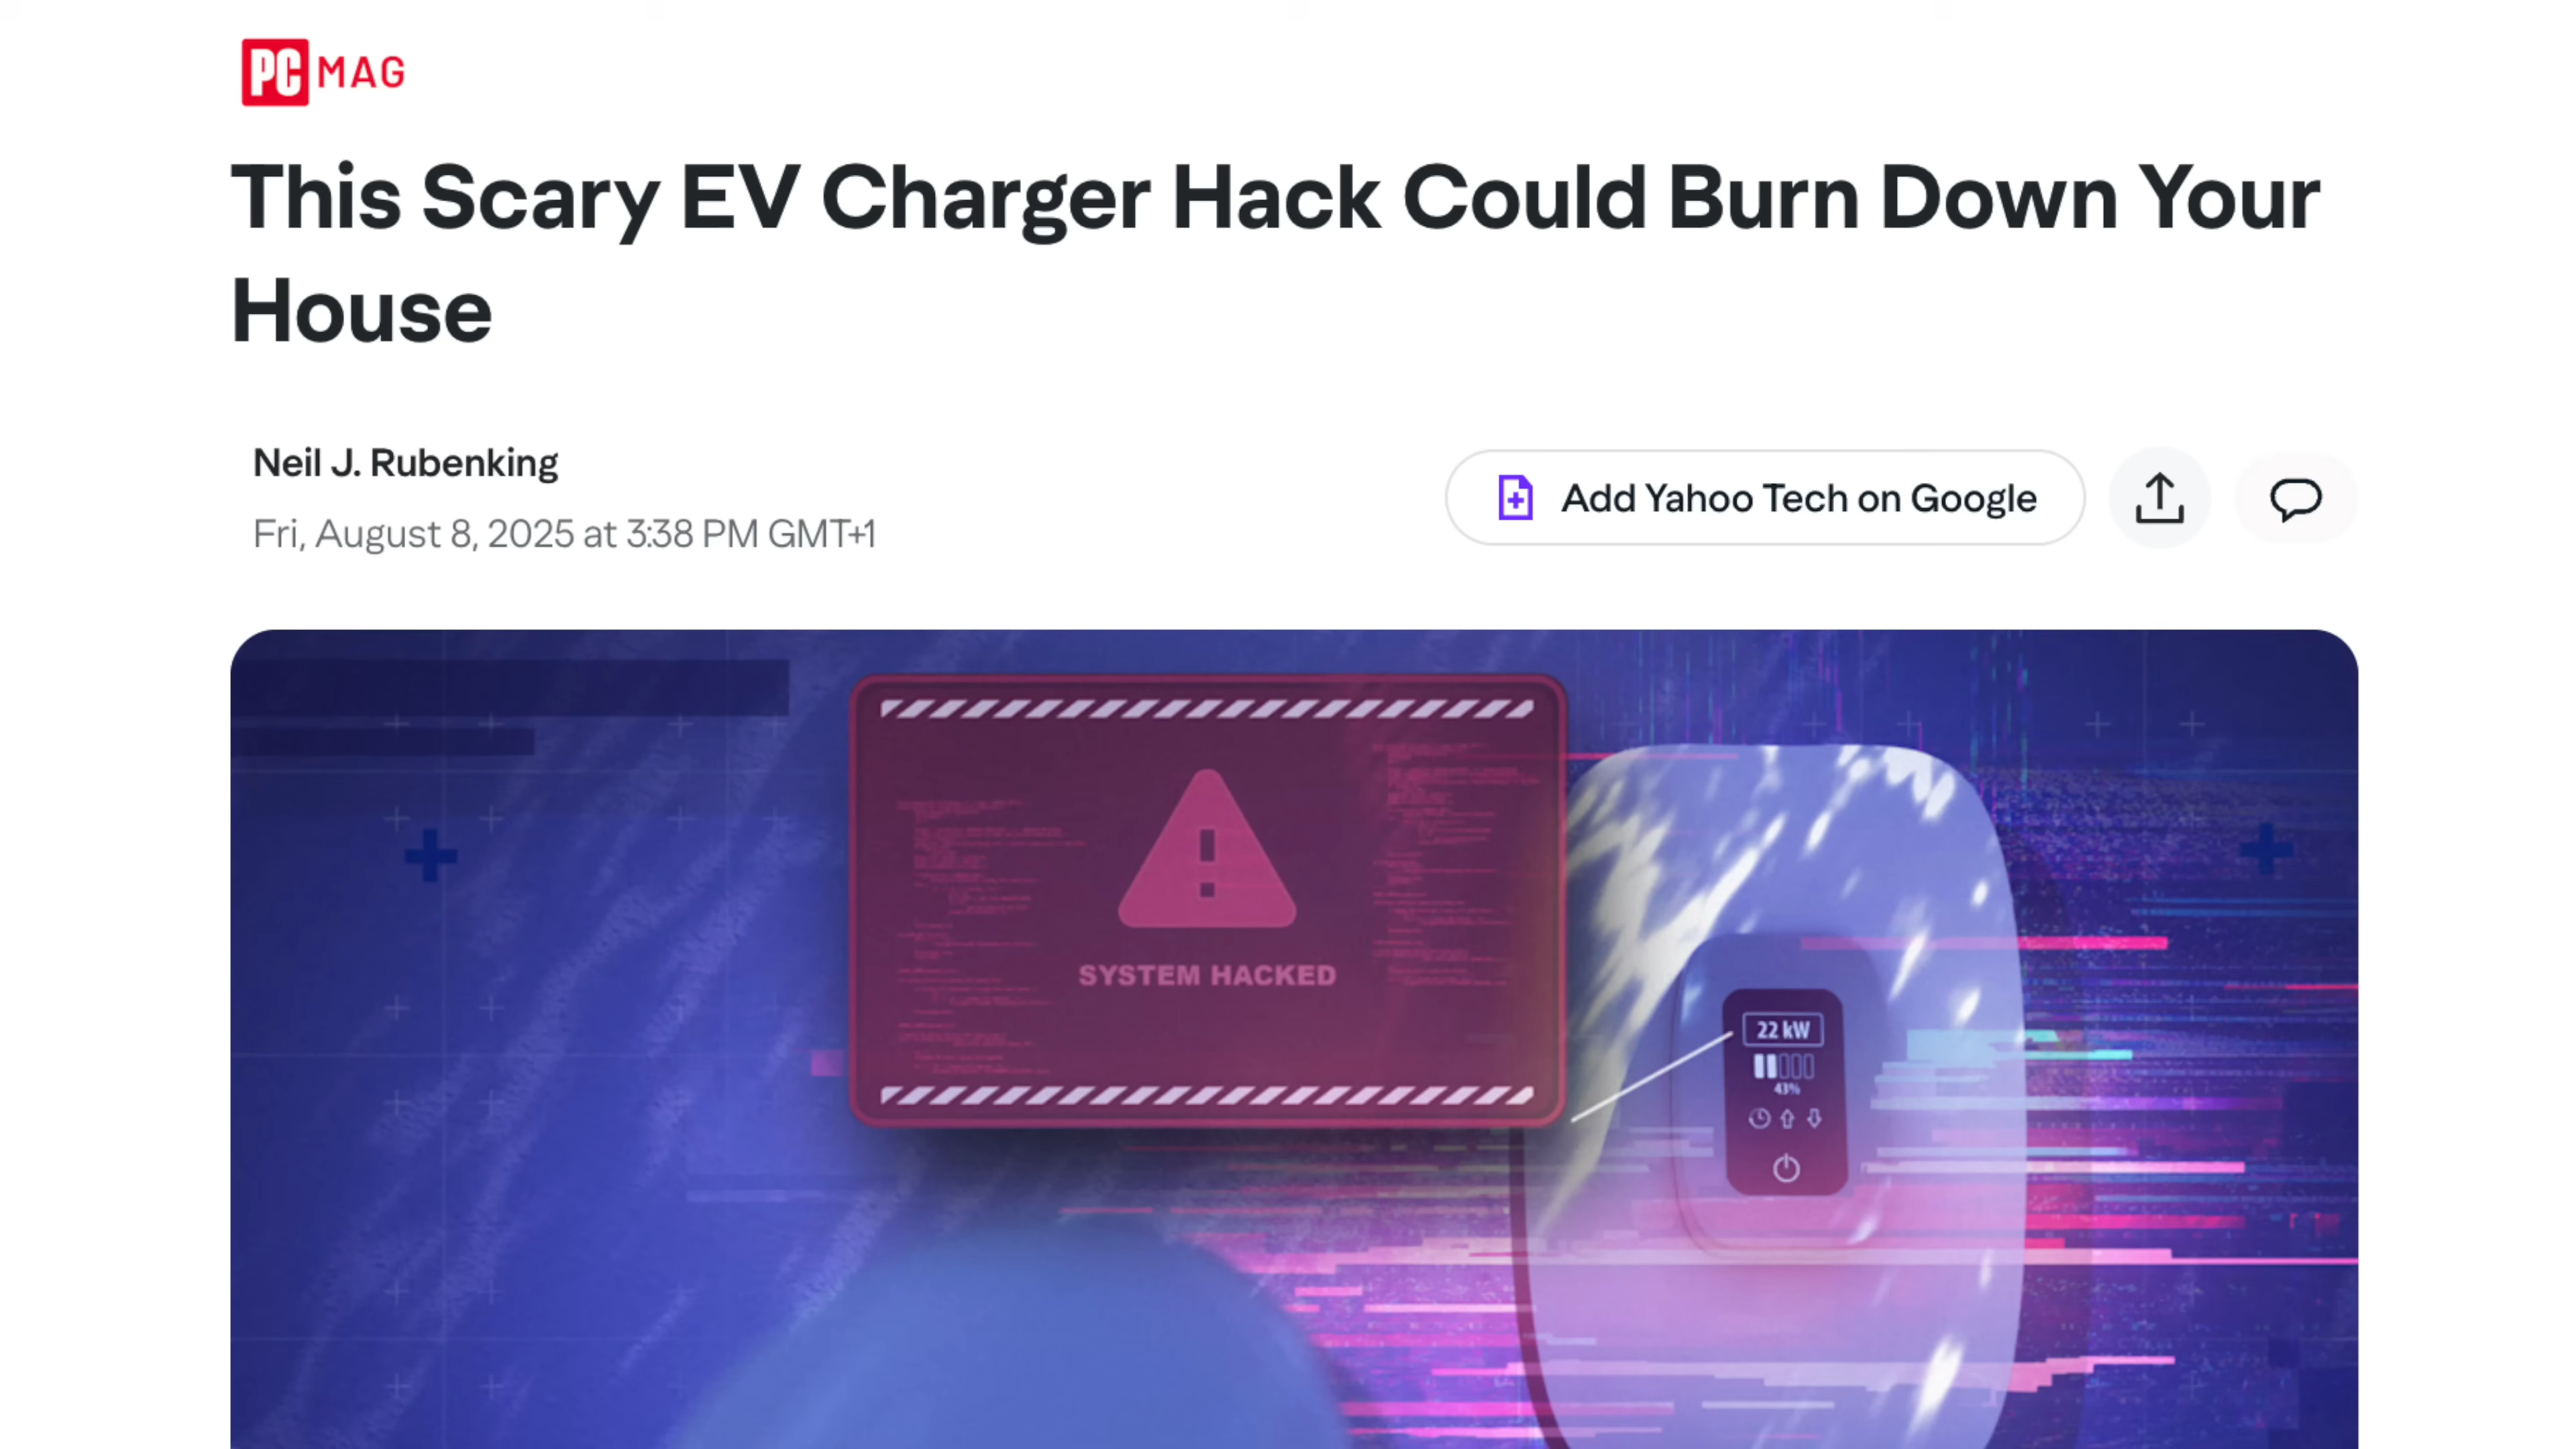 PC MAG
This Scary EV Charger Hack Could Burn Down Your
House
Neil J. Rubenking
Fri, August 8, 2025 at 3:38 PM GMT+1
Add Yahoo Tech on Google
SYSTEM HACKED
22 kW
43%